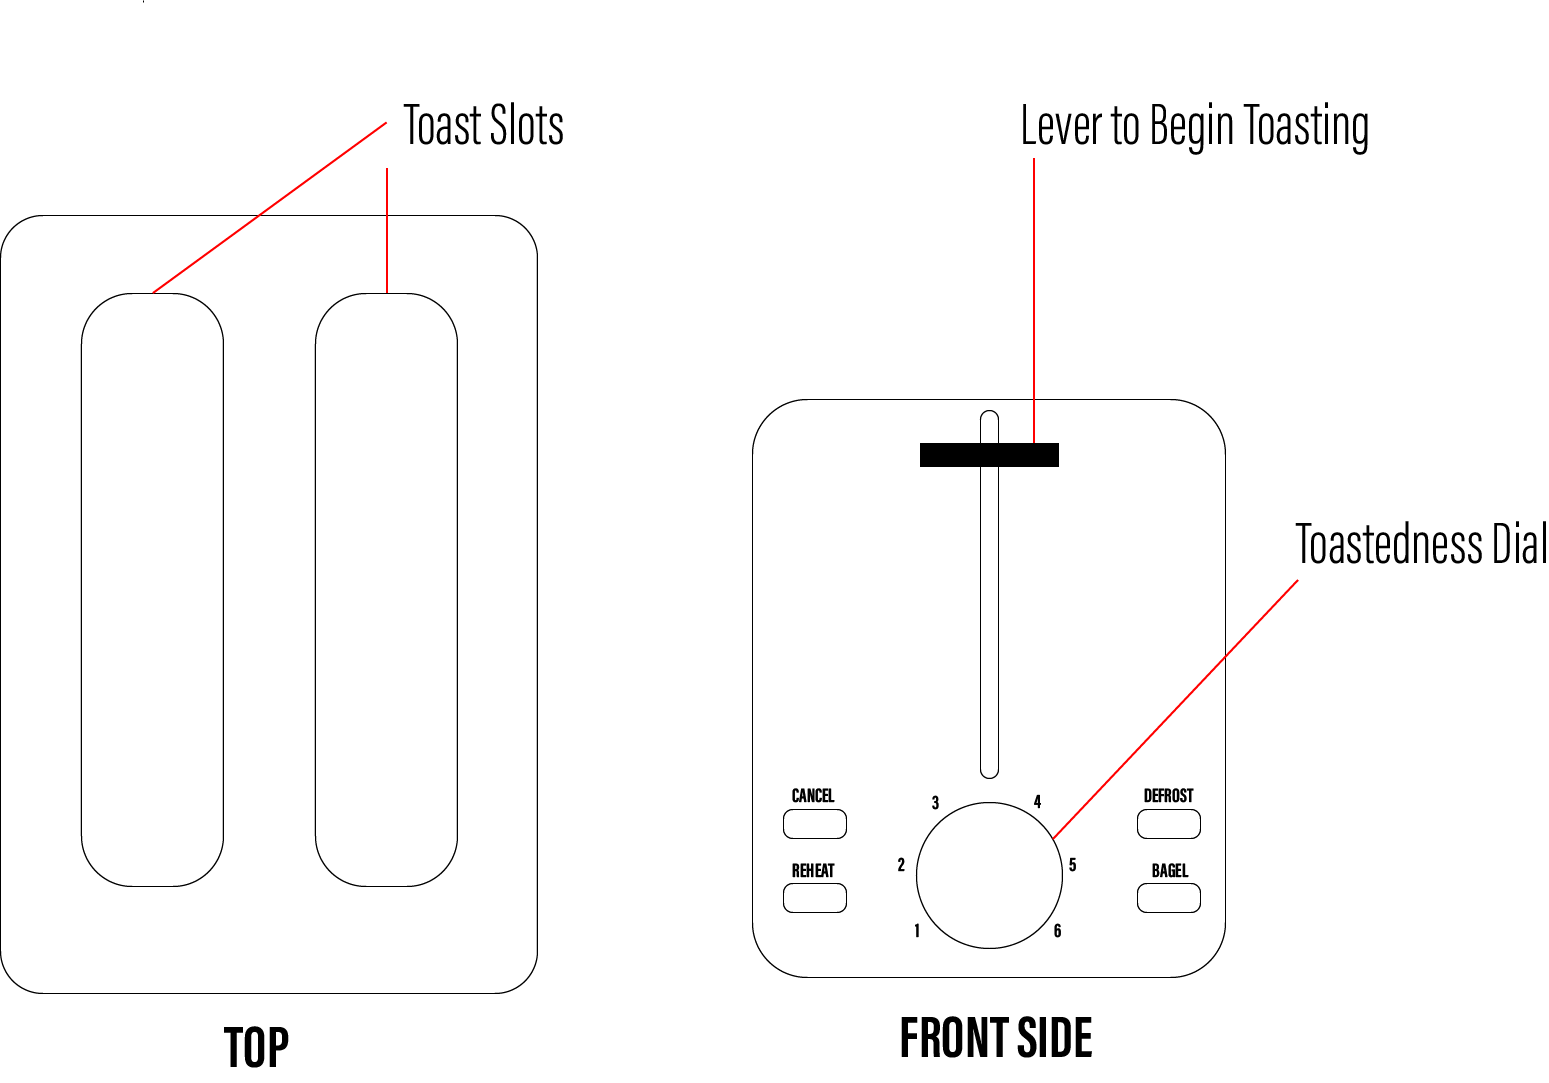 Toast Slots
Lever to Begin Toasting
Toastedness Dial
CANCEL
REHEAT
3
4
2
5
1
6
DEFROST
BAGEL
TOP
FRONT SIDE